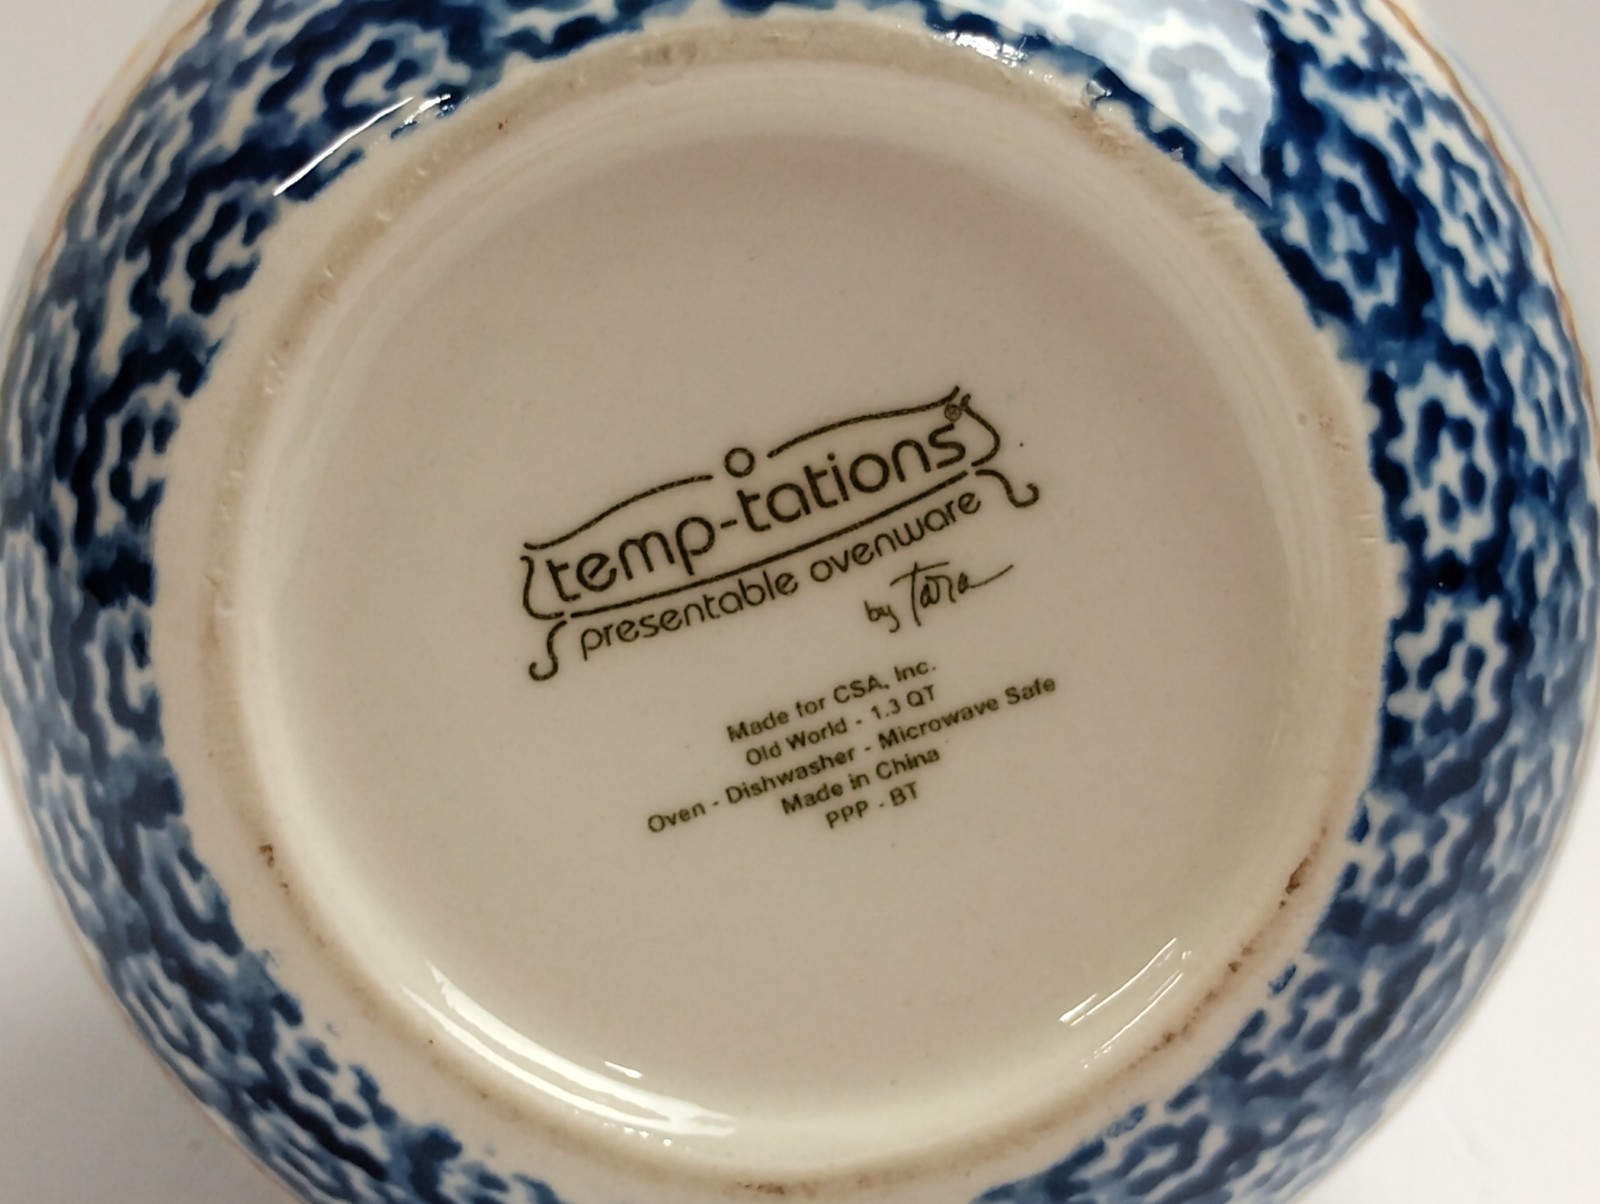 temp-tations®
presentable ovenware
by Tara
Made for CSA, Inc.
Old World - 1.3 QT
Oven - Dishwasher - Microwave Safe
Made in China
PPP - BT